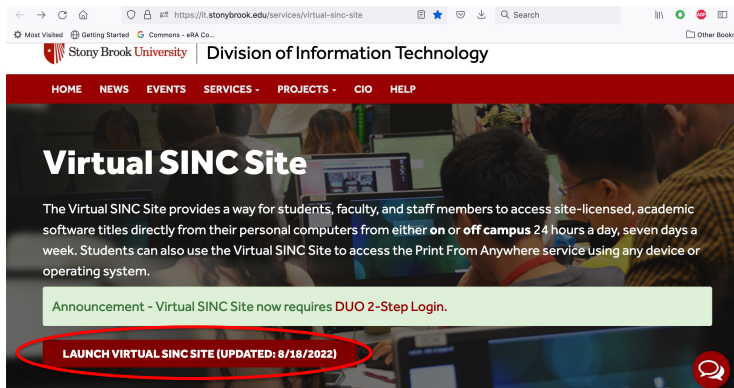 https://it.stonybrook.edu/services/virtual-sinc-site
Search
Most Visited Getting Started Commons - eRA Co... Other Bookr
Stony Brook University Division of Information Technology
HOME NEWS EVENTS SERVICES PROJECTS CIO HELP
Virtual SINC Site
The Virtual SINC Site provides a way for students, faculty, and staff members to access site-licensed, academic
software titles directly from their personal computers from either on or off campus 24 hours a day, seven days a
week. Students can also use the Virtual SINC Site to access the Print From Anywhere service using any device or
operating system.
Announcement - Virtual SINC Site now requires DUO 2-Step Login.
LAUNCH VIRTUAL SINC SITE (UPDATED: 8/18/2022)